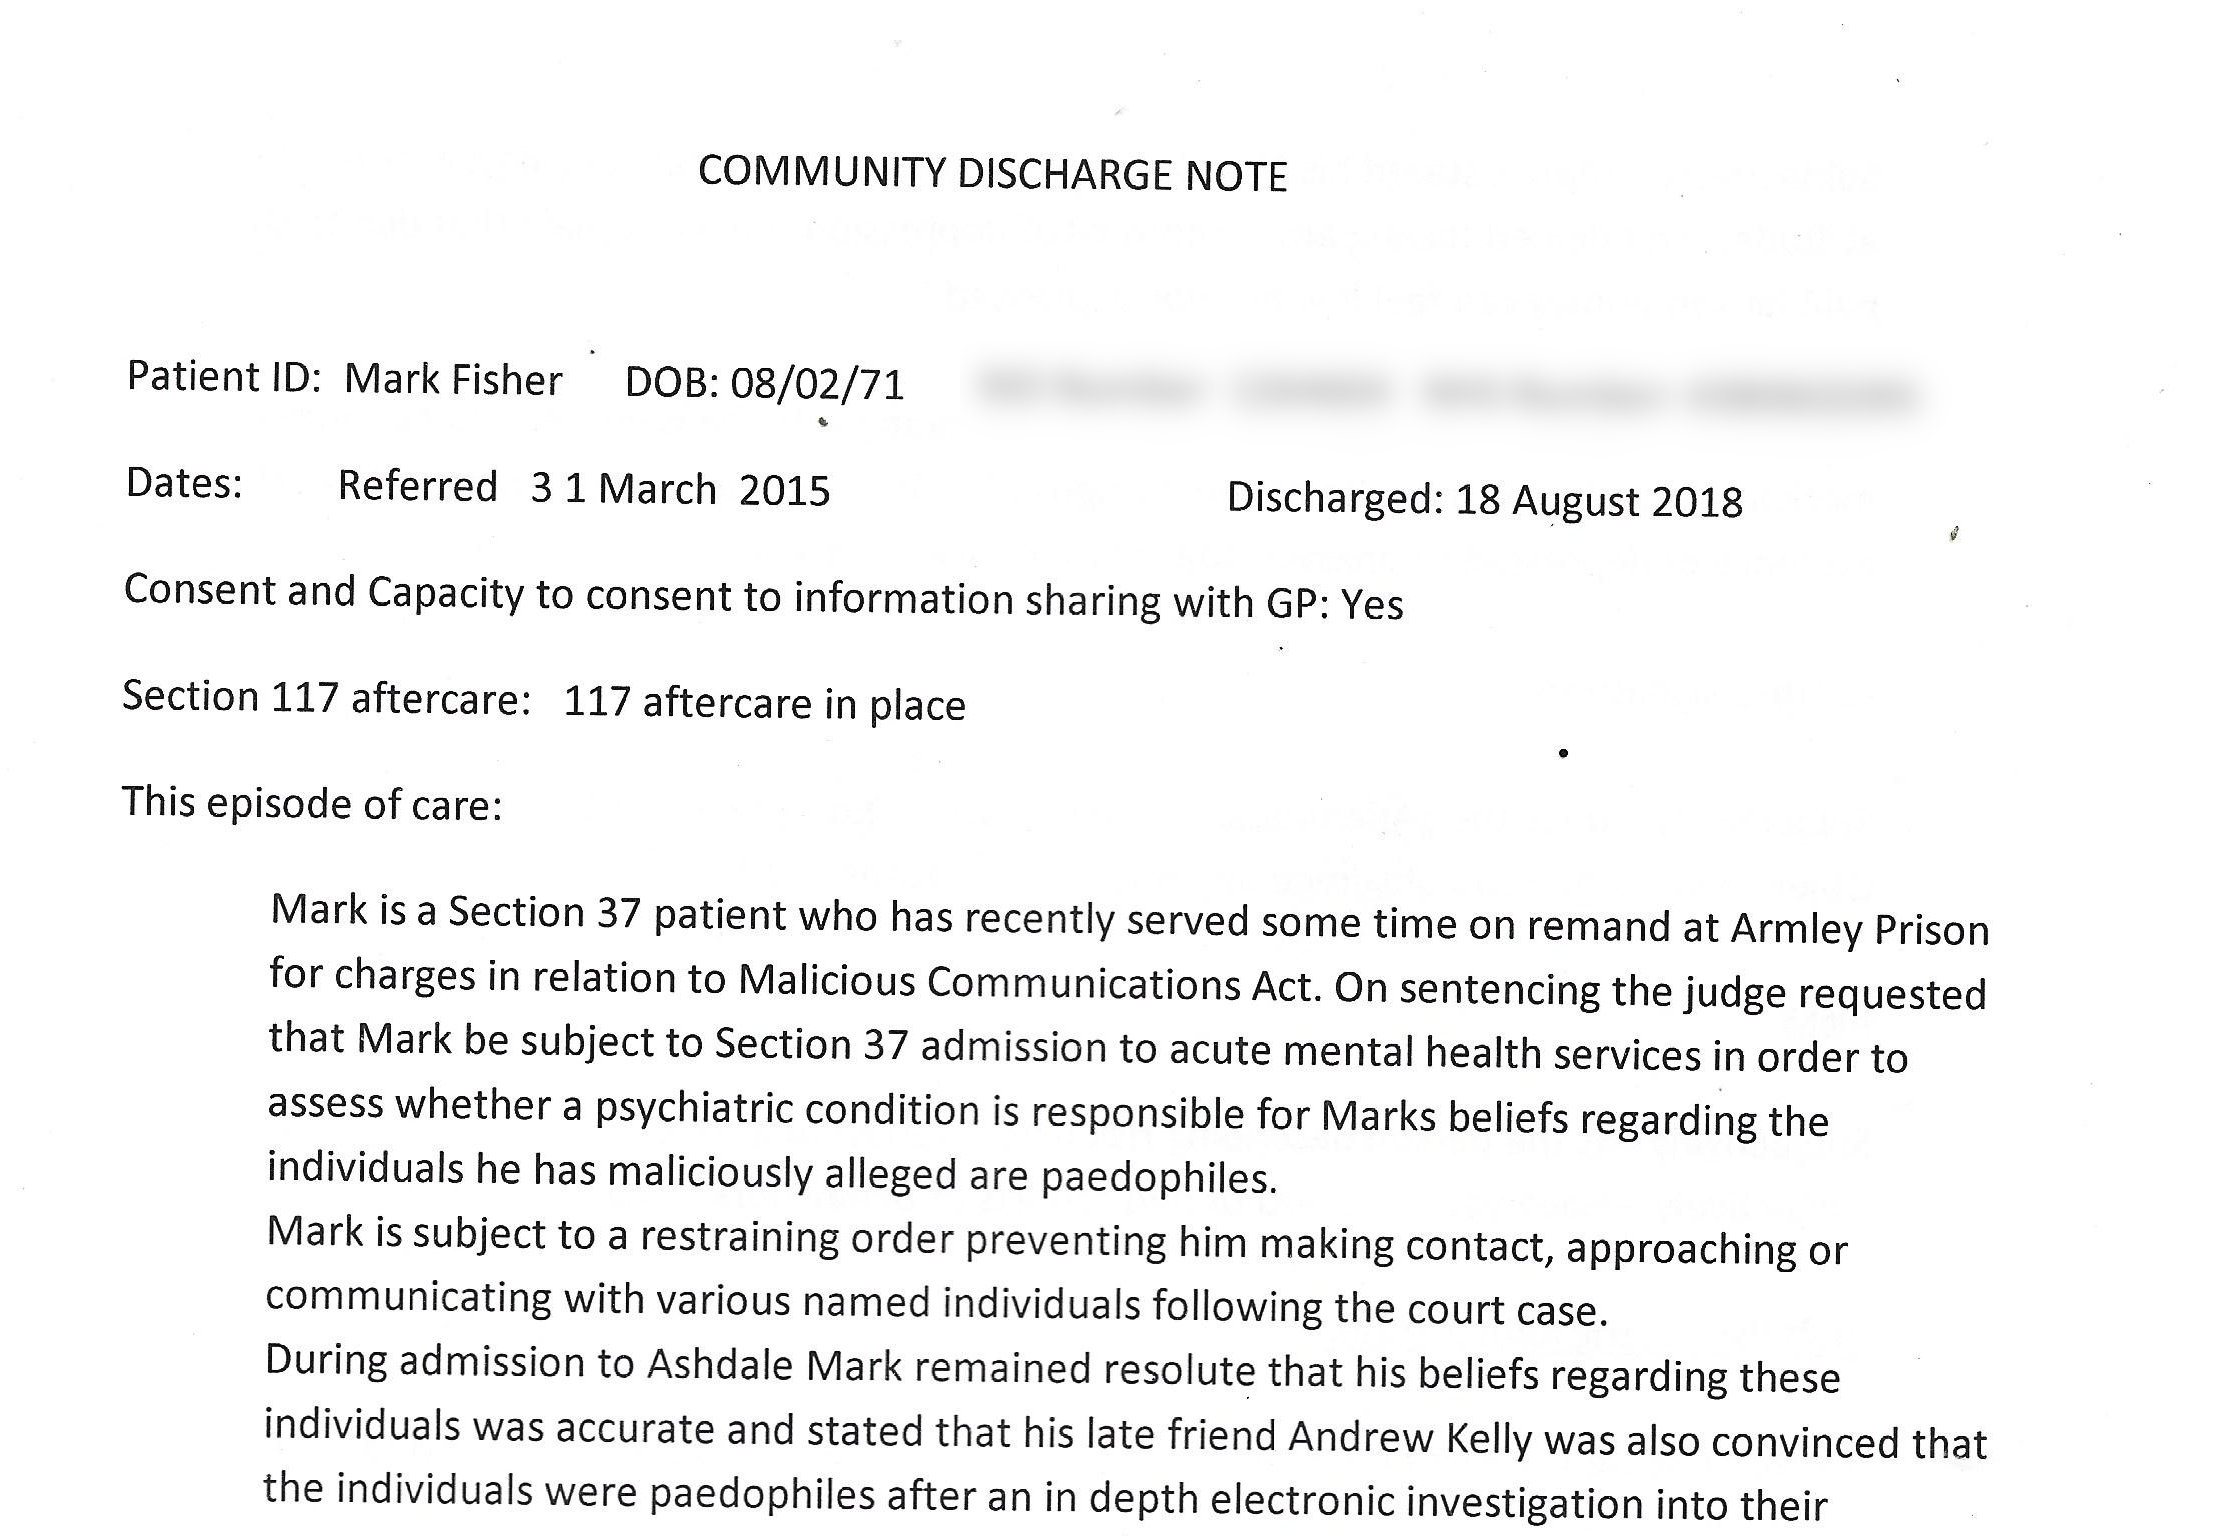 COMMUNITY DISCHARGE NOTE
Patient ID: Mark Fisher DOB: 08/02/71
Dates: Referred 3 1 March 2015 Discharged: 18 August 2018
Consent and Capacity to consent to information sharing with GP: Yes
Section 117 aftercare: 117 aftercare in place
This episode of care:
Mark is a Section 37 patient who has recently served some time on remand at Armley Prison
for charges in relation to Malicious Communications Act. On sentencing the judge requested
that Mark be subject to Section 37 admission to acute mental health services in order to
assess whether a psychiatric condition is responsible for Marks beliefs regarding the
individuals he has maliciously alleged are paedophiles.
Mark is subject to a restraining order preventing him making contact, approaching or
communicating with various named individuals following the court case.
During admission to Ashdale Mark remained resolute that his beliefs regarding these
individuals was accurate and stated that his late friend Andrew Kelly was also convinced that
the individuals were paedophiles after an in depth electronic investigation into their